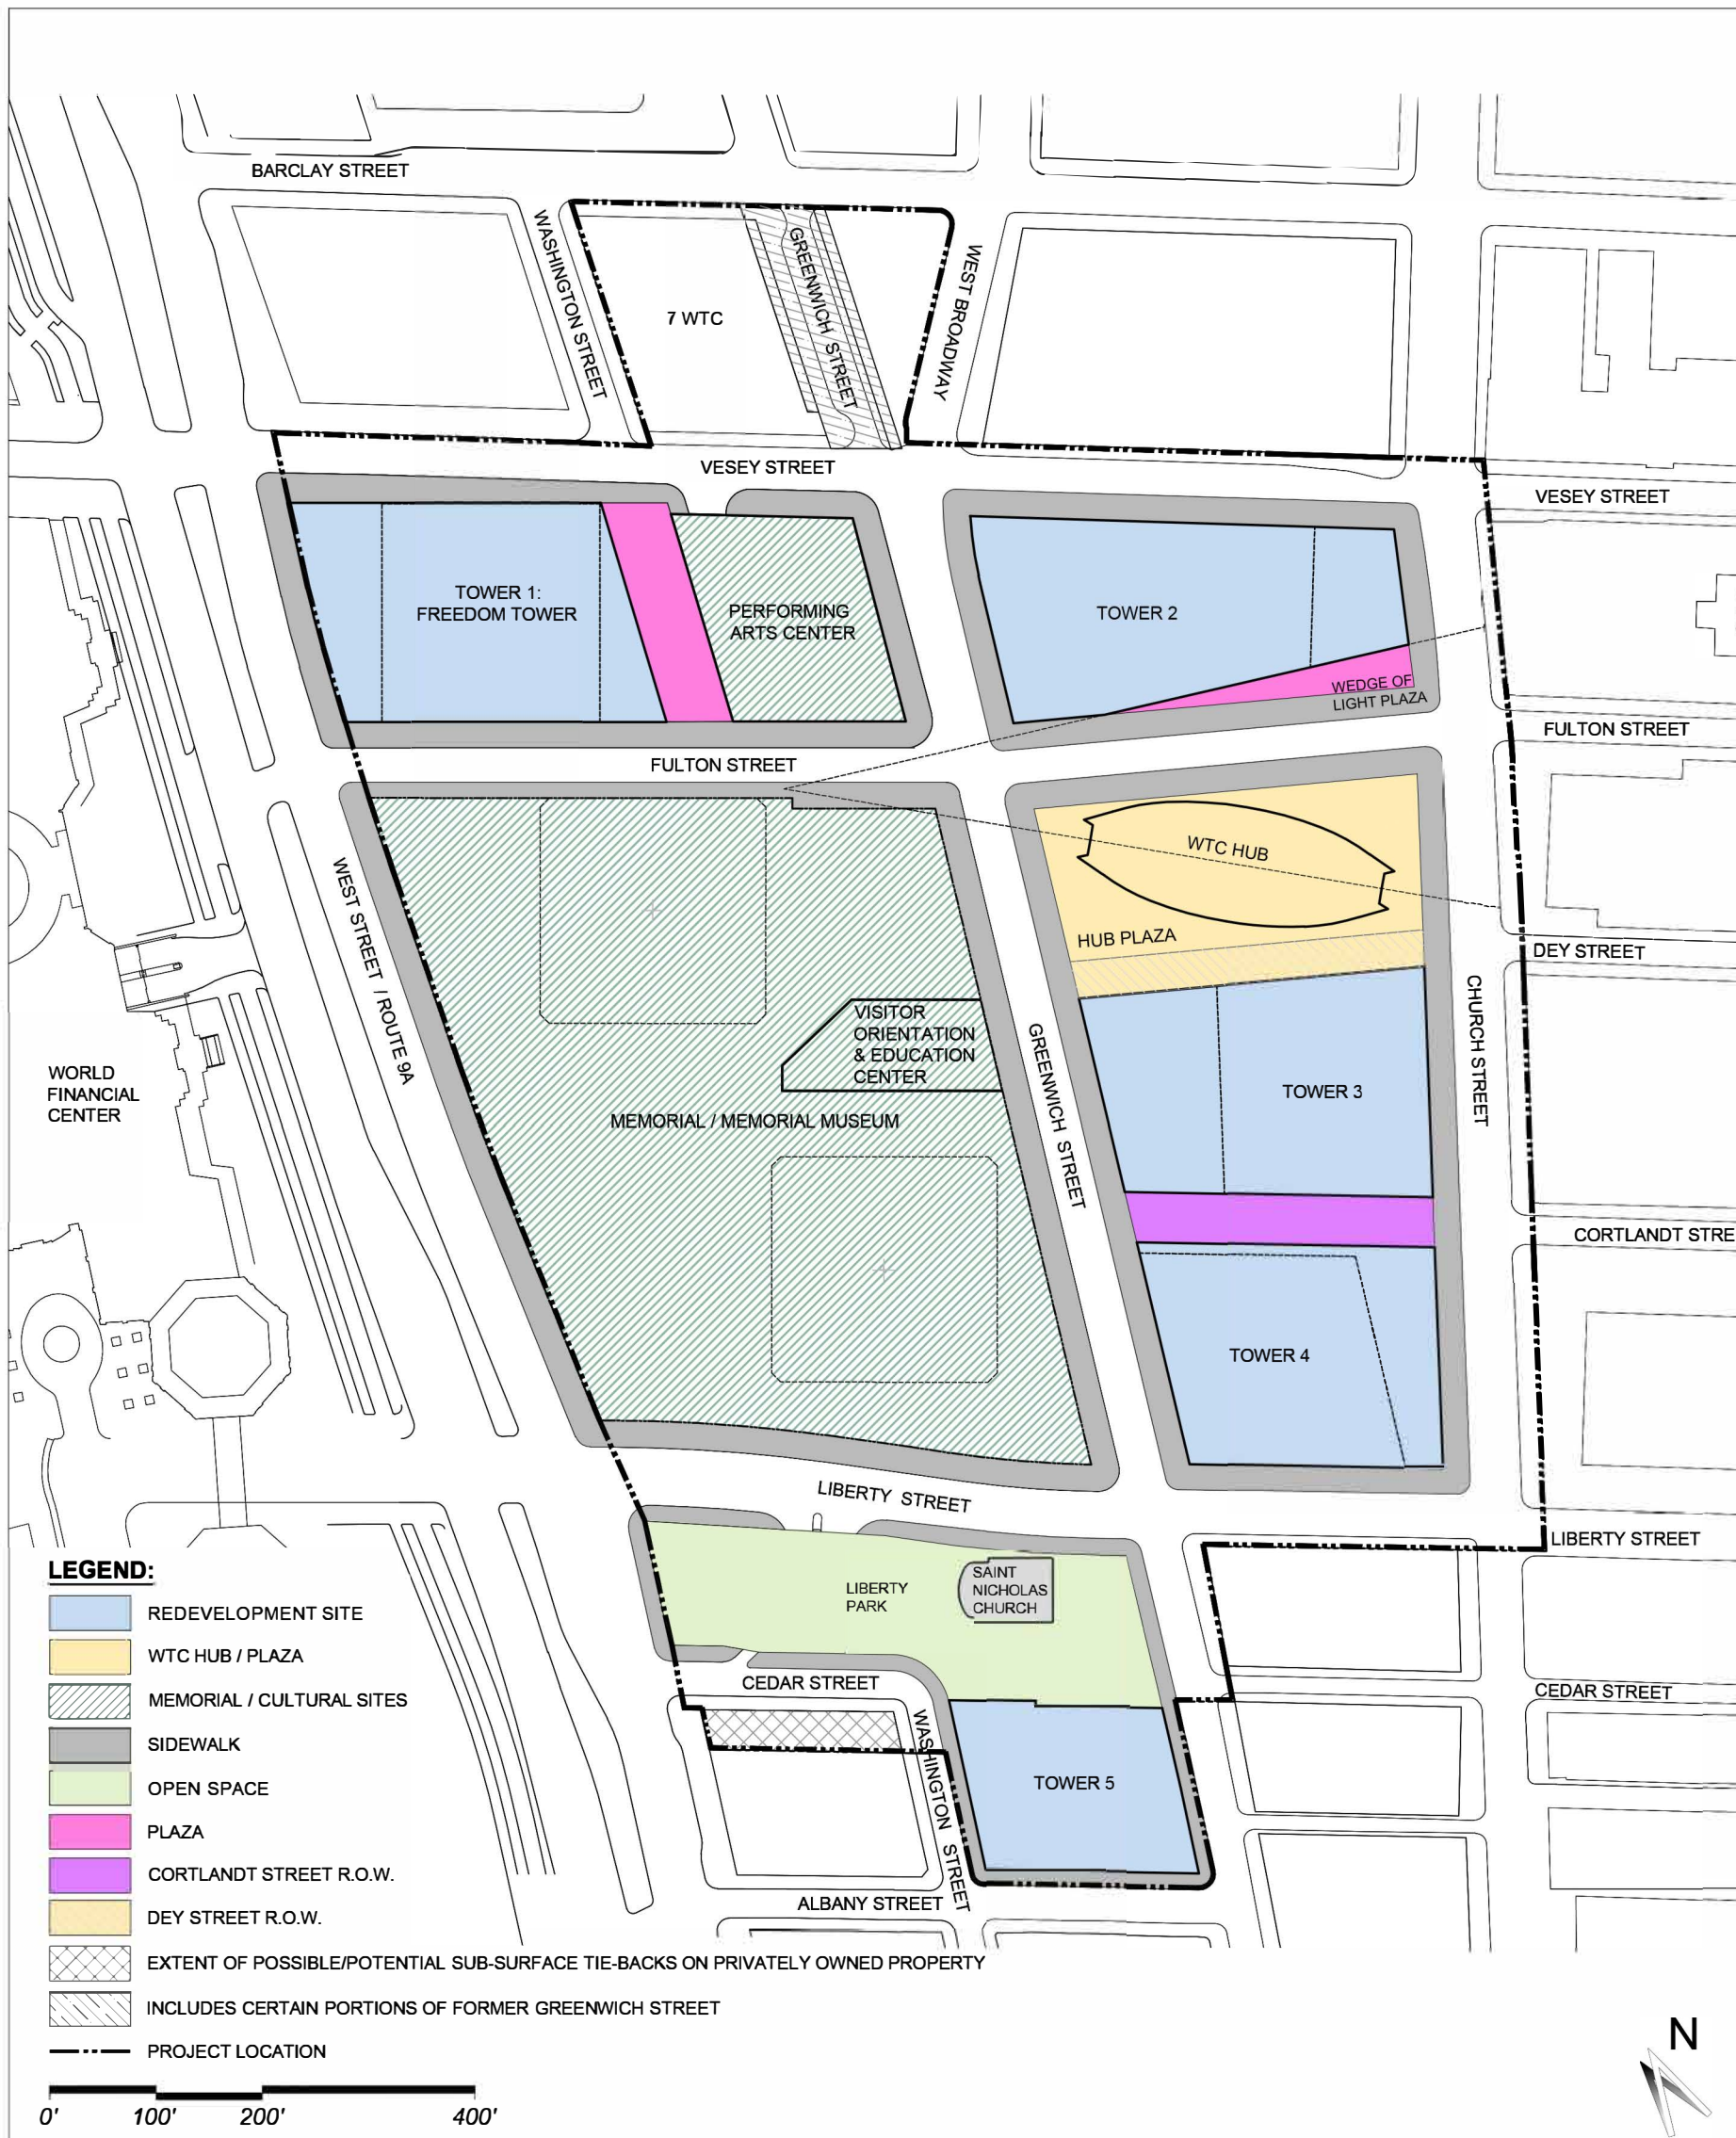 BARCLAY STREET
WASHINGTON STREET
GREENWICH STREET
WEST BROADWAY
7 WTC
VESEY STREET
VESEY STREET
TOWER 1:
FREEDOM TOWER
PERFORMING
ARTS CENTER
TOWER 2
WEDGE OF
LIGHT PLAZA
FULTON STREET
FULTON STREET
WEST STREET / ROUTE 9A
WTC HUB
HUB PLAZA
DEY STREET
CHURCH STREET
VISITOR
ORIENTATION
& EDUCATION
CENTER
GREENWICH STREET
WORLD
FINANCIAL
CENTER
TOWER 3
MEMORIAL / MEMORIAL MUSEUM
CORTLANDT STRE
TOWER 4
LIBERTY STREET
LIBERTY STREET
LIBERTY
PARK
SAINT
NICHOLAS
CHURCH
CEDAR STREET
CEDAR STREET
WASHINGTON STREET
TOWER 5
ALBANY STREET
LEGEND:
REDEVELOPMENT SITE
WTC HUB / PLAZA
MEMORIAL / CULTURAL SITES
SIDEWALK
OPEN SPACE
PLAZA
CORTLANDT STREET R.O.W.
DEY STREET R.O.W.
EXTENT OF POSSIBLE/POTENTIAL SUB-SURFACE TIE-BACKS ON PRIVATELY OWNED PROPERTY
INCLUDES CERTAIN PORTIONS OF FORMER GREENWICH STREET
PROJECT LOCATION
0' 100' 200' 400'
N